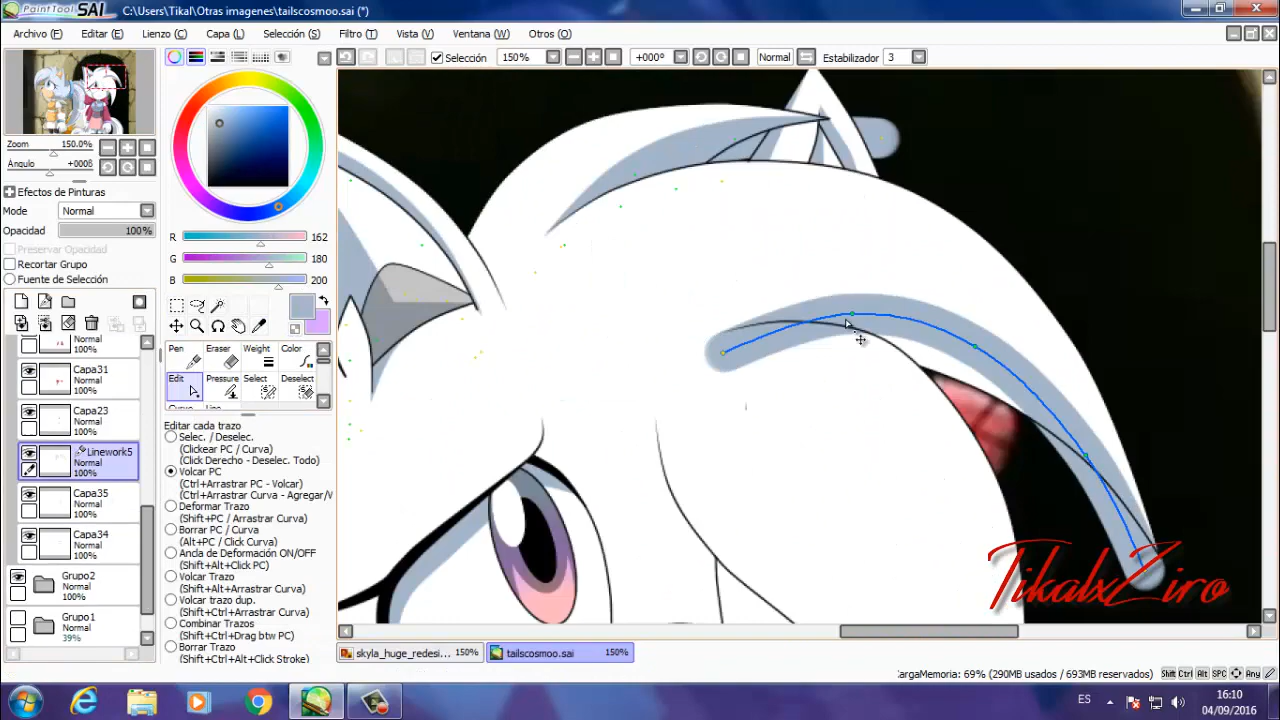 PaintTool SAI C:\Users\Tikal\Otras imagenes\tailscosmoo.sai (*)
Archivo (F) Editar (E) Lienzo (C) Capa (L) Selección (S) Filtro (T) Vista (V) Ventana (W) Otros (O)
Selección 150% +000° Normal Estabilizador 3
Zoom 150.0%
Ángulo +000ß
Efectos de Pinturas
Modo Normal
Opacidad 100%
Preservar Opacidad
Recortar Grupo
Fuente de Selección
R 162
G 180
B 200
Normal
100%
Capa31
Normal
100%
Capa23
Normal
100%
Linework5
Normal
100%
Capa35
Normal
100%
Capa34
Normal
100%
Grupo2
Normal
100%
Grupo1
Normal
39%
Pen Eraser Weight Color
Edit Pressure Select Deselect
Curve Line
Editar cada trazo
Selec. / Deselec.
(Clickear PC / Curva)
(Click Derecho - Deselec. Todo)
Volcar PC
(Ctrl+Arrastrar PC - Volcar)
(Ctrl+Arrastrar Curva - Agregar/V
Deformar Trazo
(Shift+PC / Arrastrar Curva)
Borrar PC / Curva
(Alt+PC / Click Curva)
Ancla de Deformación ON/OFF
(Shift+Alt+Click PC)
Volcar Trazo
(Shift+Alt+Arrastrar Curva)
Volcar trazo dup.
(Shift+Ctrl+Arrastrar Curva)
Combinar Trazos
(Shift+Ctrl+Drag btw PC)
Borrar Trazo
(Shift+Ctrl+Alt+Click Stroke)
TikalxZiro
skyla_huge_redesi... 150% tailscosmoo.sai 150%
CargaMemoria: 69% (290MB usados / 693MB reservados) Shift Ctrl Alt SPC Any
ES 16:10
04/09/2016